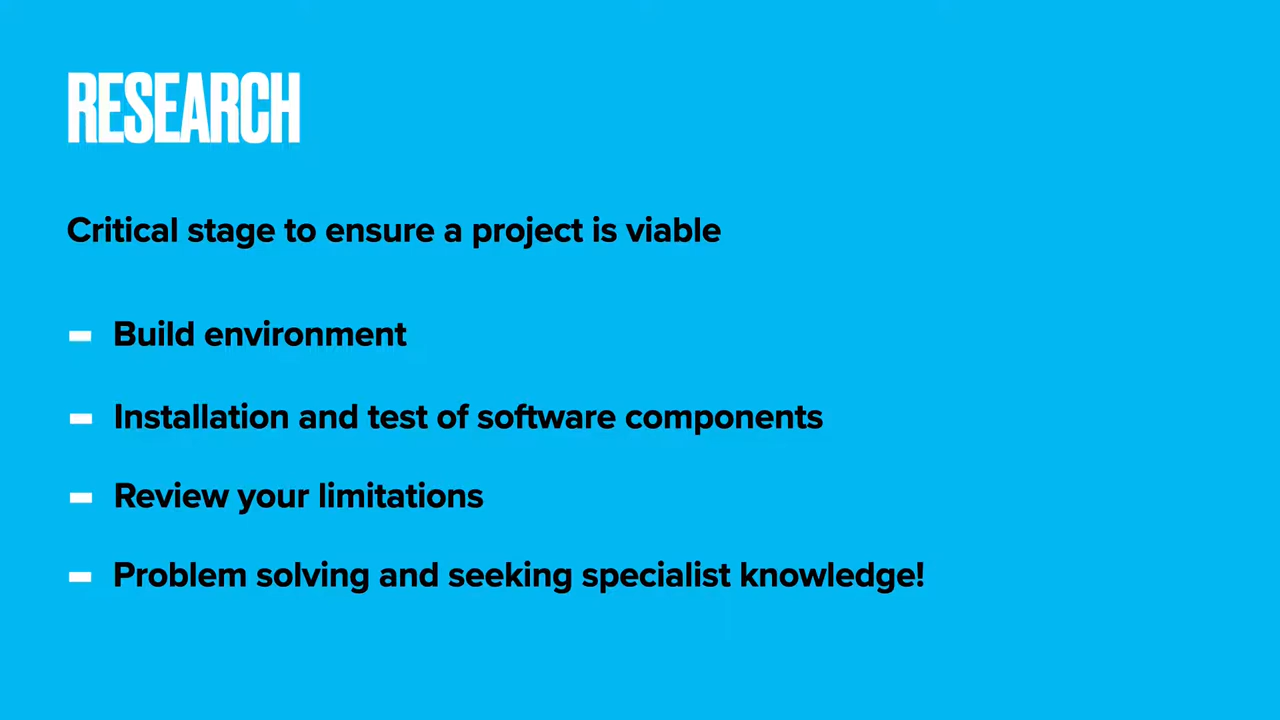 RESEARCH
Critical stage to ensure a project is viable
- Build environment
- Installation and test of software components
- Review your limitations
- Problem solving and seeking specialist knowledge!